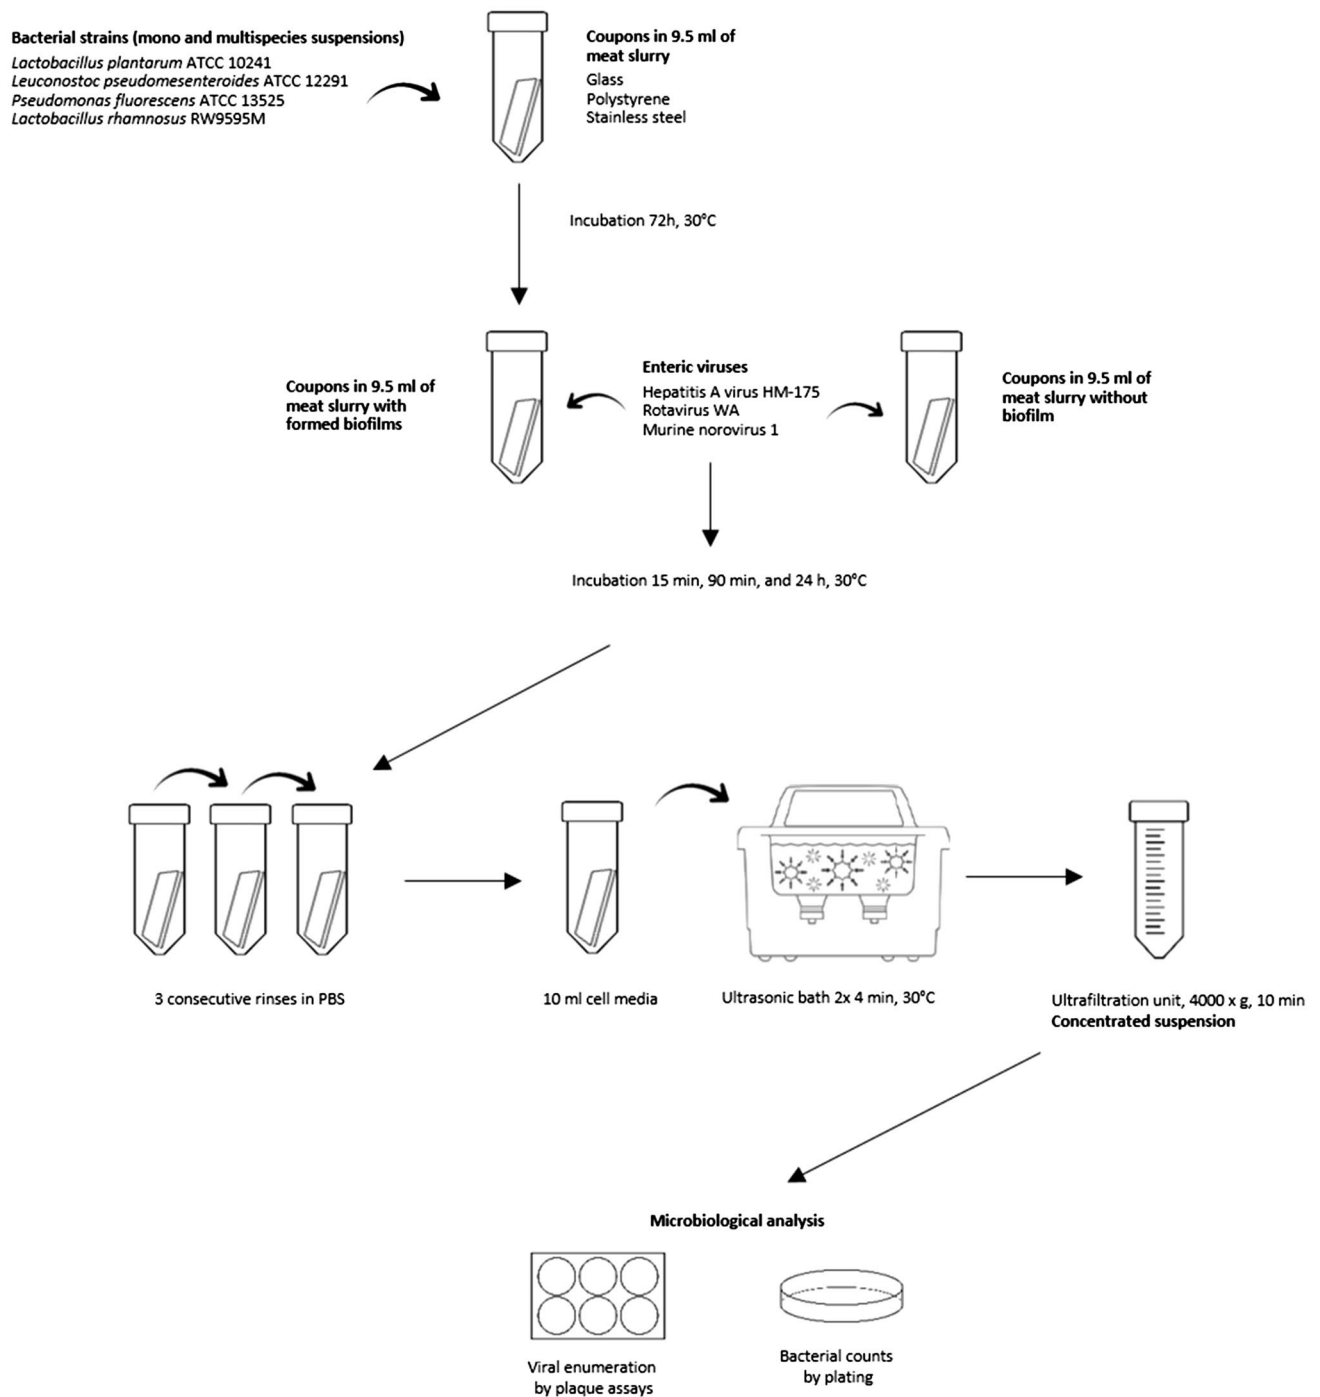 Bacterial strains (mono and multispecies suspensions)
Lactobacillus plantarum ATCC 10241
Leuconostoc pseudomesenteroides ATCC 12291
Pseudomonas fluorescens ATCC 13525
Lactobacillus rhamnosus RW9595M
Coupons in 9.5 ml of
meat slurry
Glass
Polystyrene
Stainless steel
Incubation 72h, 30°C
Coupons in 9.5 ml of
meat slurry with
formed biofilms
Enteric viruses
Hepatitis A virus HM-175
Rotavirus WA
Murine norovirus 1
Coupons in 9.5 ml of
meat slurry without
biofilm
Incubation 15 min, 90 min, and 24 h, 30°C
3 consecutive rinses in PBS
10 ml cell media
Ultrasonic bath 2x 4 min, 30°C
Ultrafiltration unit, 4000 x g, 10 min
Concentrated suspension
Microbiological analysis
Viral enumeration
by plaque assays
Bacterial counts
by plating